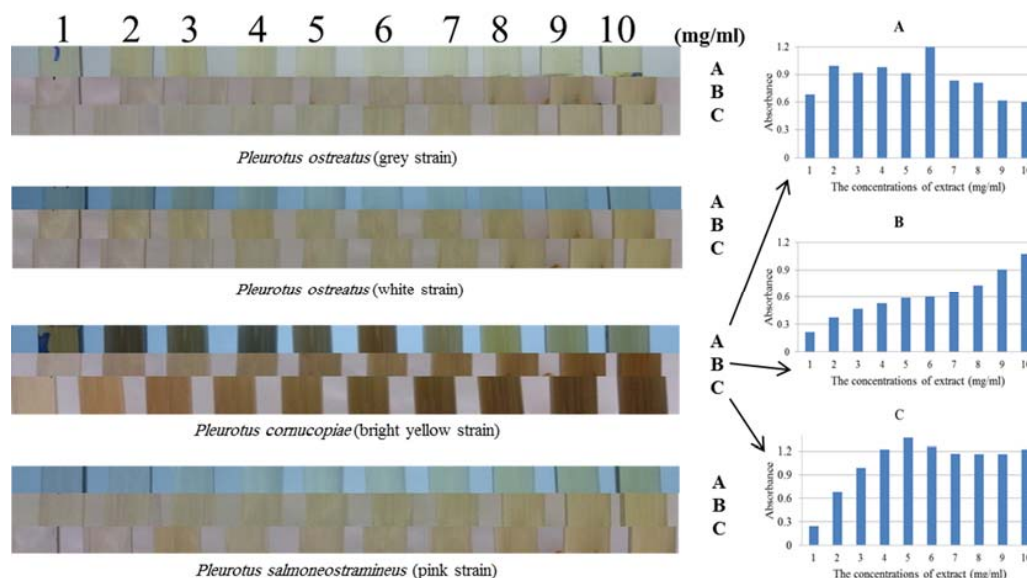 1 2 3 4 5 6 7 8 9 10 (mg/ml)
A
B
C
Pleurotus ostreatus (grey strain)
A
B
C
Pleurotus ostreatus (white strain)
A
B
C
Pleurotus cornucopiae (bright yellow strain)
A
B
C
Pleurotus salmoneostramineus (pink strain)
A
1.2
0.9
0.6
0.3
0
Absorbance
1 2 3 4 5 6 7 8 9 10
The concentrations of extract (mg/ml)
B
1.2
0.9
0.6
0.3
0
Absorbance
1 2 3 4 5 6 7 8 9 10
The concentrations of extract (mg/ml)
C
1.2
0.9
0.6
0.3
0
Absorbance
1 2 3 4 5 6 7 8 9 10
The concentrations of extract (mg/ml)